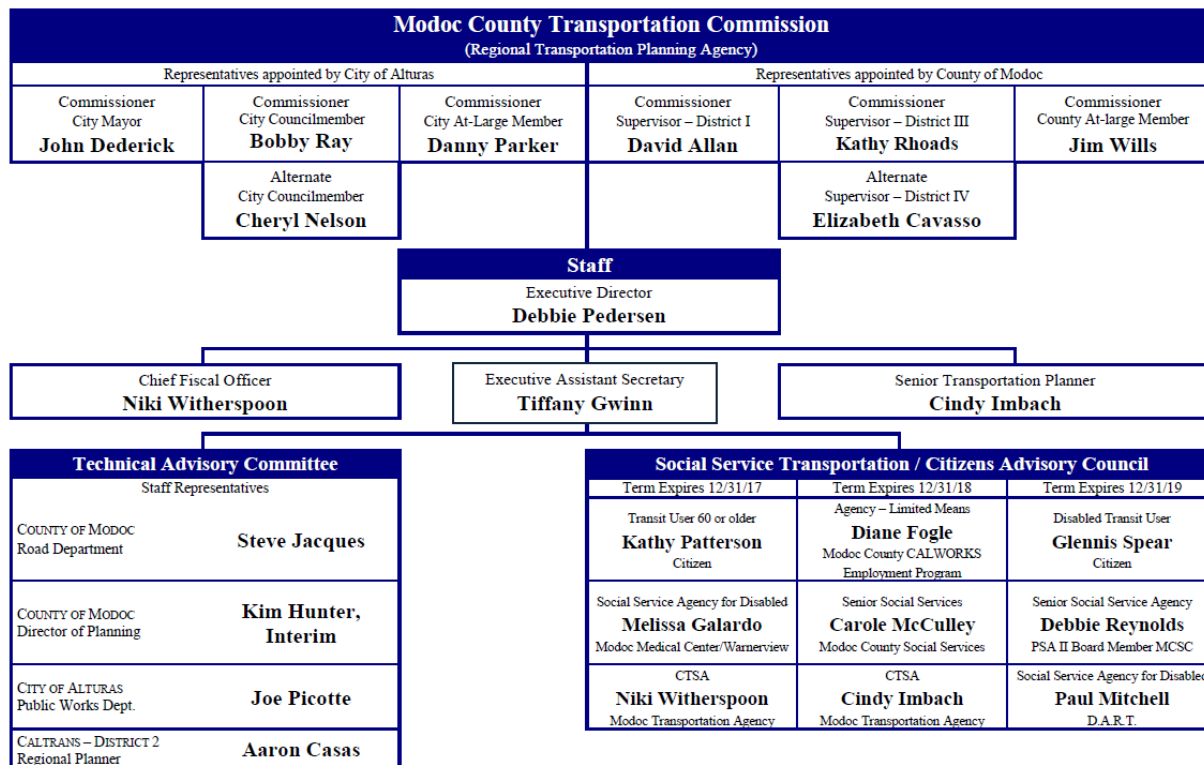 Modoc County Transportation Commission
(Regional Transportation Planning Agency)
Representatives appointed by City of Alturas
Representatives appointed by County of Modoc
Commissioner
City Mayor
John Dederick
Commissioner
City Councilmember
Bobby Ray
Commissioner
City At-Large Member
Danny Parker
Commissioner
Supervisor – District I
David Allan
Commissioner
Supervisor – District III
Kathy Rhoads
Commissioner
County At-large Member
Jim Wills
Alternate
City Councilmember
Cheryl Nelson
Alternate
Supervisor – District IV
Elizabeth Cavasso
Staff
Executive Director
Debbie Pedersen
Chief Fiscal Officer
Niki Witherspoon
Executive Assistant Secretary
Tiffany Gwinn
Senior Transportation Planner
Cindy Imbach
Technical Advisory Committee
Staff Representatives
COUNTY OF MODOC
Road Department
Steve Jacques
COUNTY OF MODOC
Director of Planning
Kim Hunter,
Interim
CITY OF ALTURAS
Public Works Dept.
Joe Picotte
CALTRANS – DISTRICT 2
Regional Planner
Aaron Casas
Social Service Transportation / Citizens Advisory Council
Term Expires 12/31/17
Term Expires 12/31/18
Term Expires 12/31/19
Transit User 60 or older
Kathy Patterson
Citizen
Agency – Limited Means
Diane Fogle
Modoc County CALWORKS
Employment Program
Disabled Transit User
Glennis Spear
Citizen
Social Service Agency for Disabled
Melissa Galardo
Modoc Medical Center/Warnerview
Senior Social Services
Carole McCulley
Modoc County Social Services
Senior Social Service Agency
Debbie Reynolds
PSA II Board Member MCSC
CTSA
Niki Witherspoon
Modoc Transportation Agency
CTSA
Cindy Imbach
Modoc Transportation Agency
Social Service Agency for Disabled
Paul Mitchell
D.A.R.T.